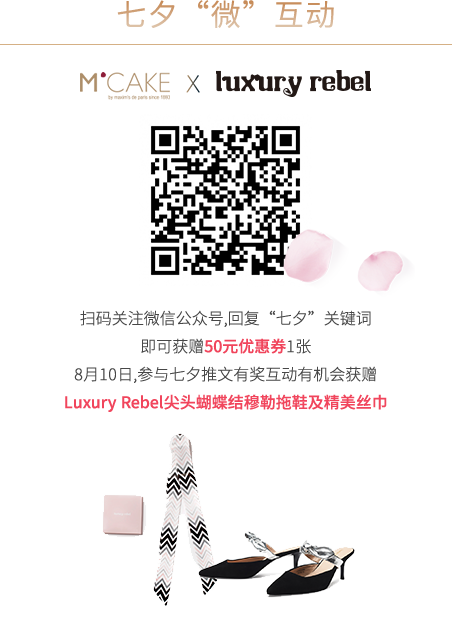 七夕“微”互动
M'CAKE X luxury rebel
by maxim's de paris since 1893
扫码关注微信公众号,回复“七夕”关键词
即可获赠50元优惠券1张
8月10日,参与七夕推文有奖互动有机会获赠
Luxury Rebel尖头蝴蝶结穆勒拖鞋及精美丝巾